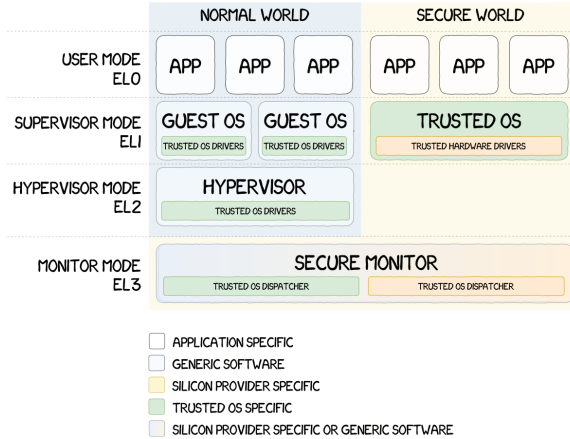 NORMAL WORLD
SECURE WORLD
USER MODE
EL0
APP
APP
APP
APP
APP
APP
SUPERVISOR MODE
EL1
GUEST OS
TRUSTED OS DRIVERS
GUEST OS
TRUSTED OS DRIVERS
TRUSTED OS
TRUSTED HARDWARE DRIVERS
HYPERVISOR MODE
EL2
HYPERVISOR
TRUSTED OS DRIVERS
MONITOR MODE
EL3
SECURE MONITOR
TRUSTED OS DISPATCHER
TRUSTED OS DISPATCHER
APPLICATION SPECIFIC
GENERIC SOFTWARE
SILICON PROVIDER SPECIFIC
TRUSTED OS SPECIFIC
SILICON PROVIDER SPECIFIC OR GENERIC SOFTWARE